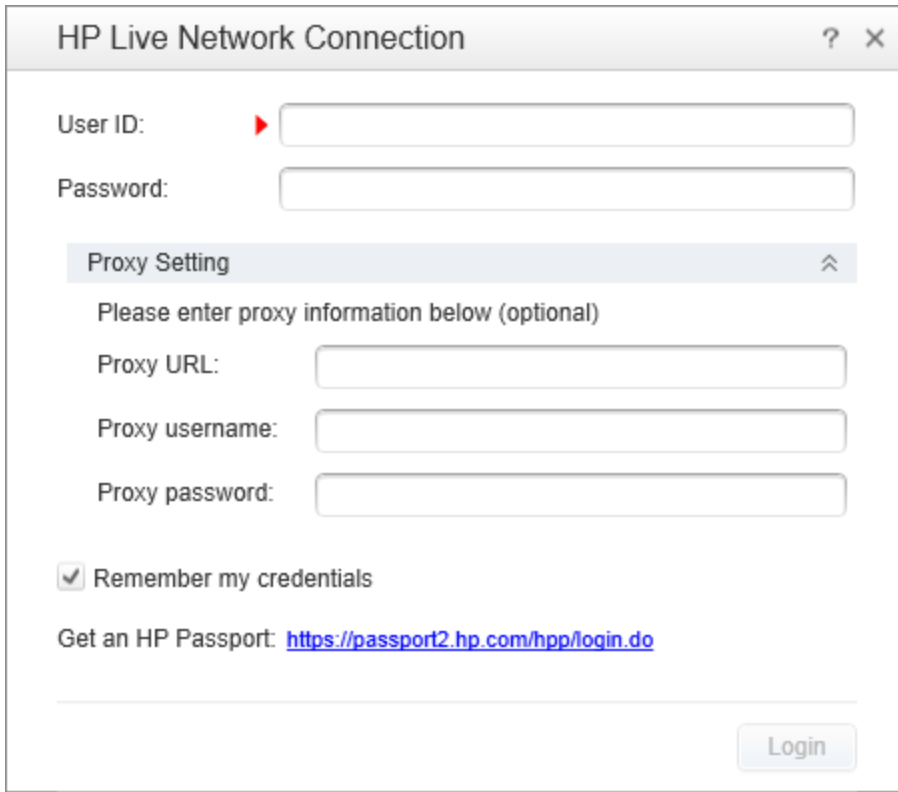 HP Live Network Connection ?
User ID:
Password:
Proxy Setting
Please enter proxy information below (optional)
Proxy URL:
Proxy username:
Proxy password:
Remember my credentials
Get an HP Passport: https://passport2.hp.com/hpp/login.do
Login